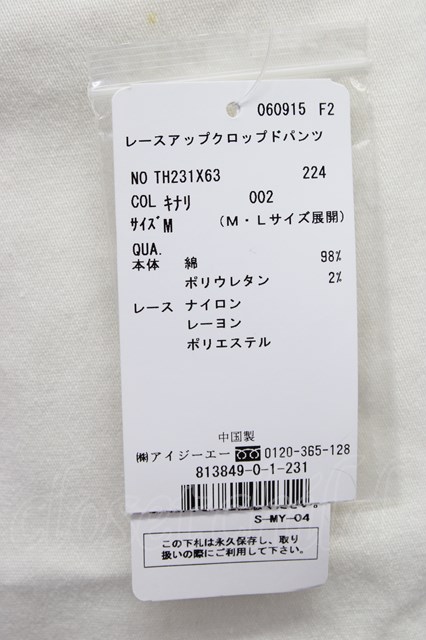 060915 F2
レースアップクロップドパンツ
NO TH231X63 224
COL キナリ 002
サイズ M (M・Lサイズ展開)
QUA.
本体 綿 98%
ポリウレタン 2%
レース ナイロン
レーヨン
ポリエステル
中国製
㈱アイジーエー 0120-365-128
813849-0-1-231
S-MY-04
この下札は永久保存し、取り
扱いの際にご利用して下さい。